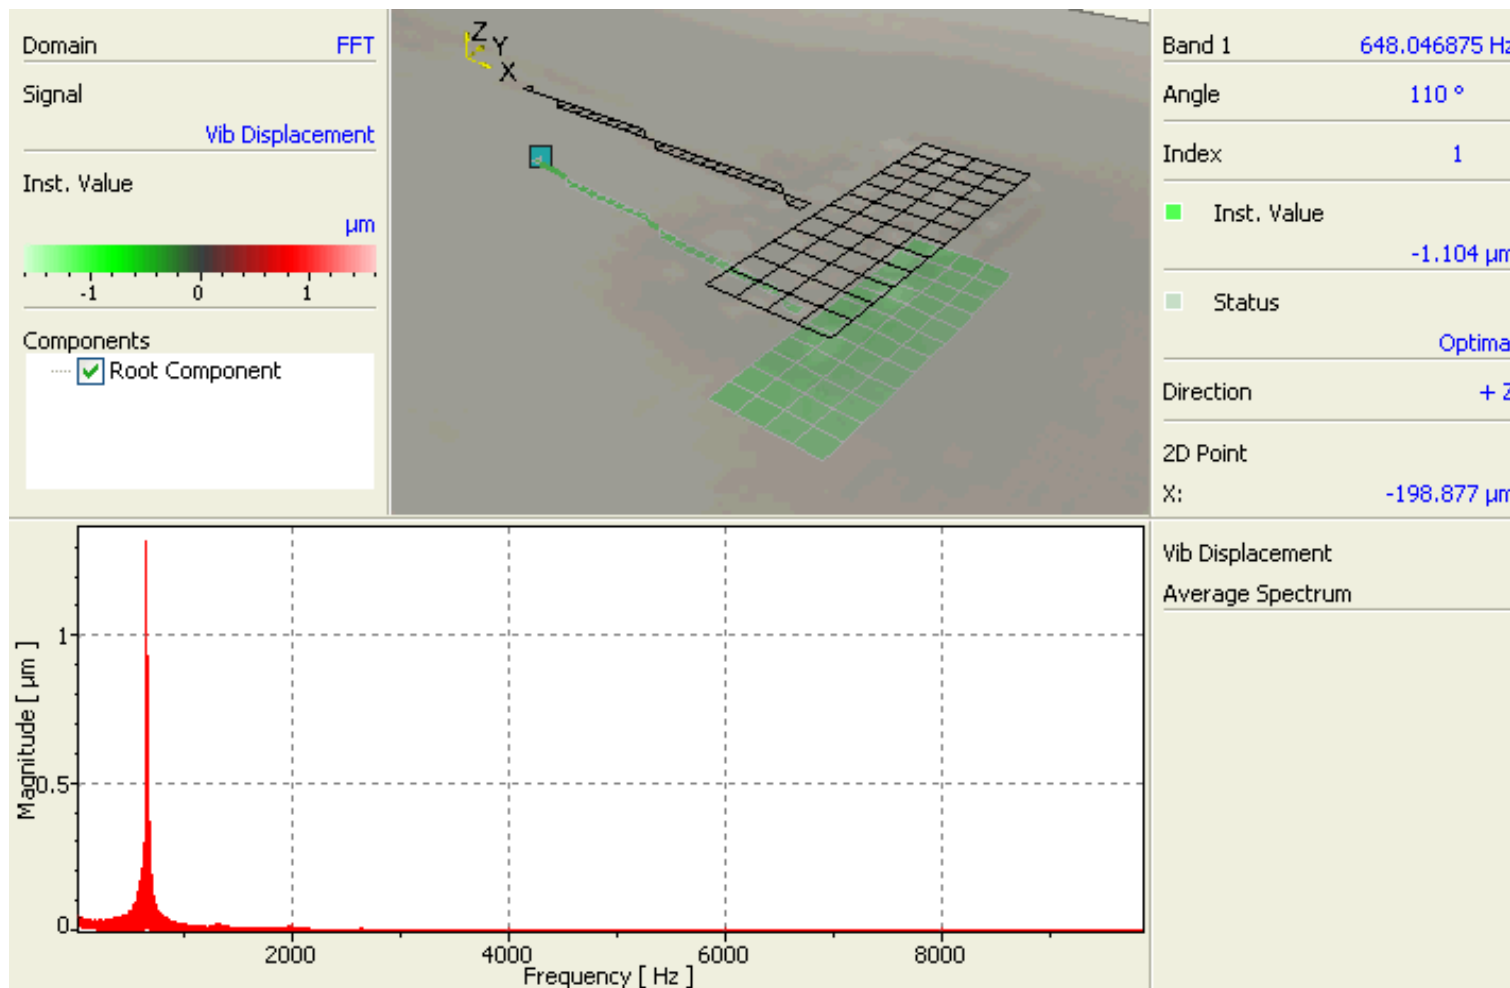 Domain FFT
Signal
Vib Displacement
Inst. Value
µm
-1 0 1
Components
Root Component
Z
Y
X
Band 1 648.046875 Hz
Angle 110 °
Index 1
Inst. Value
-1.104 µm
Status
Optima
Direction + Z
2D Point
X: -198.877 µm
Magnitude [ µm ]
1
0.5
0
2000 4000 6000 8000
Frequency [ Hz ]
Vib Displacement
Average Spectrum